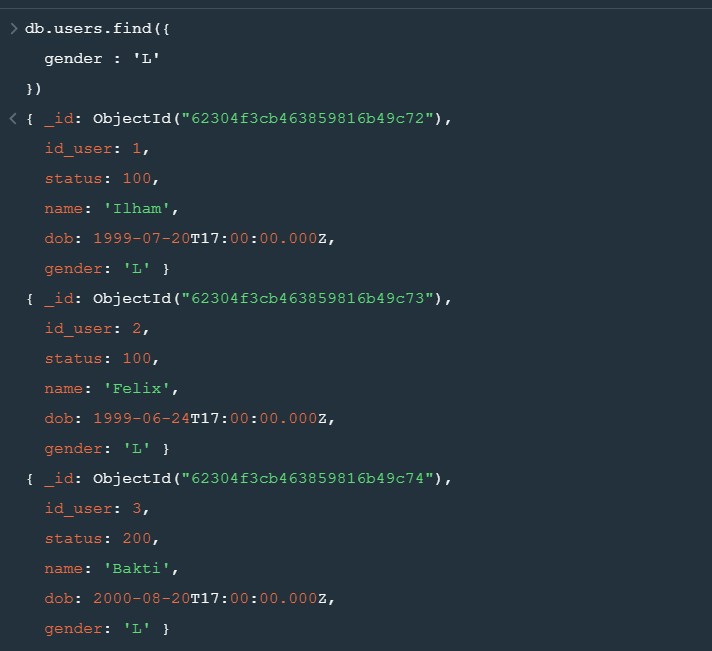 > db.users.find({
gender : 'L'
})
< { _id: ObjectId("62304f3cb463859816b49c72"),
id_user: 1,
status: 100,
name: 'Ilham',
dob: 1999-07-20T17:00:00.000Z,
gender: 'L' }
{ _id: ObjectId("62304f3cb463859816b49c73"),
id_user: 2,
status: 100,
name: 'Felix',
dob: 1999-06-24T17:00:00.000Z,
gender: 'L' }
{ _id: ObjectId("62304f3cb463859816b49c74"),
id_user: 3,
status: 200,
name: 'Bakti',
dob: 2000-08-20T17:00:00.000Z,
gender: 'L' }